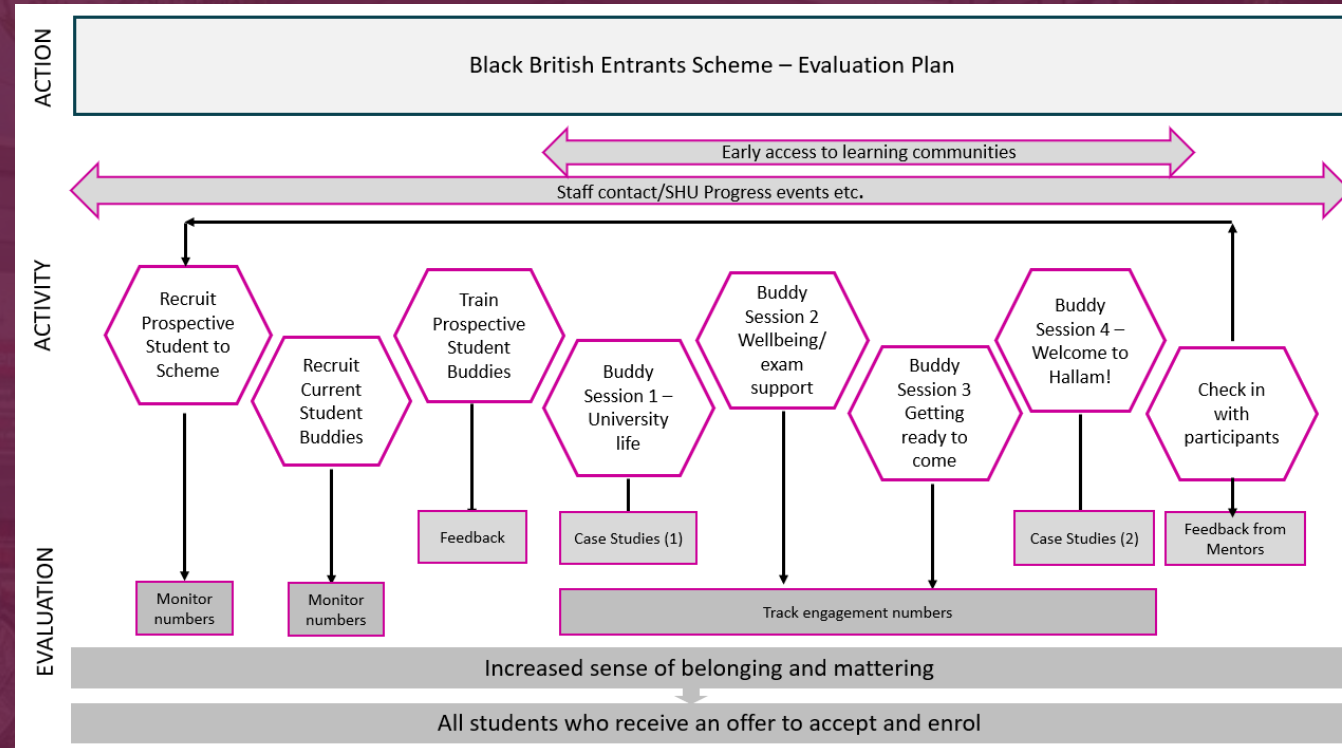 ACTION
Black British Entrants Scheme – Evaluation Plan
Early access to learning communities
Staff contact/SHU Progress events etc.
ACTIVITY
Recruit
Prospective
Student to
Scheme
Recruit
Current
Student
Buddies
Train
Prospective
Student
Buddies
Buddy
Session 1 –
University
life
Buddy
Session 2
Wellbeing/
exam
support
Buddy
Session 3
Getting
ready to
come
Buddy
Session 4 –
Welcome to
Hallam!
Check in
with
participants
EVALUATION
Monitor
numbers
Monitor
numbers
Feedback
Case Studies (1)
Track engagement numbers
Case Studies (2)
Feedback from
Mentors
Increased sense of belonging and mattering
All students who receive an offer to accept and enrol